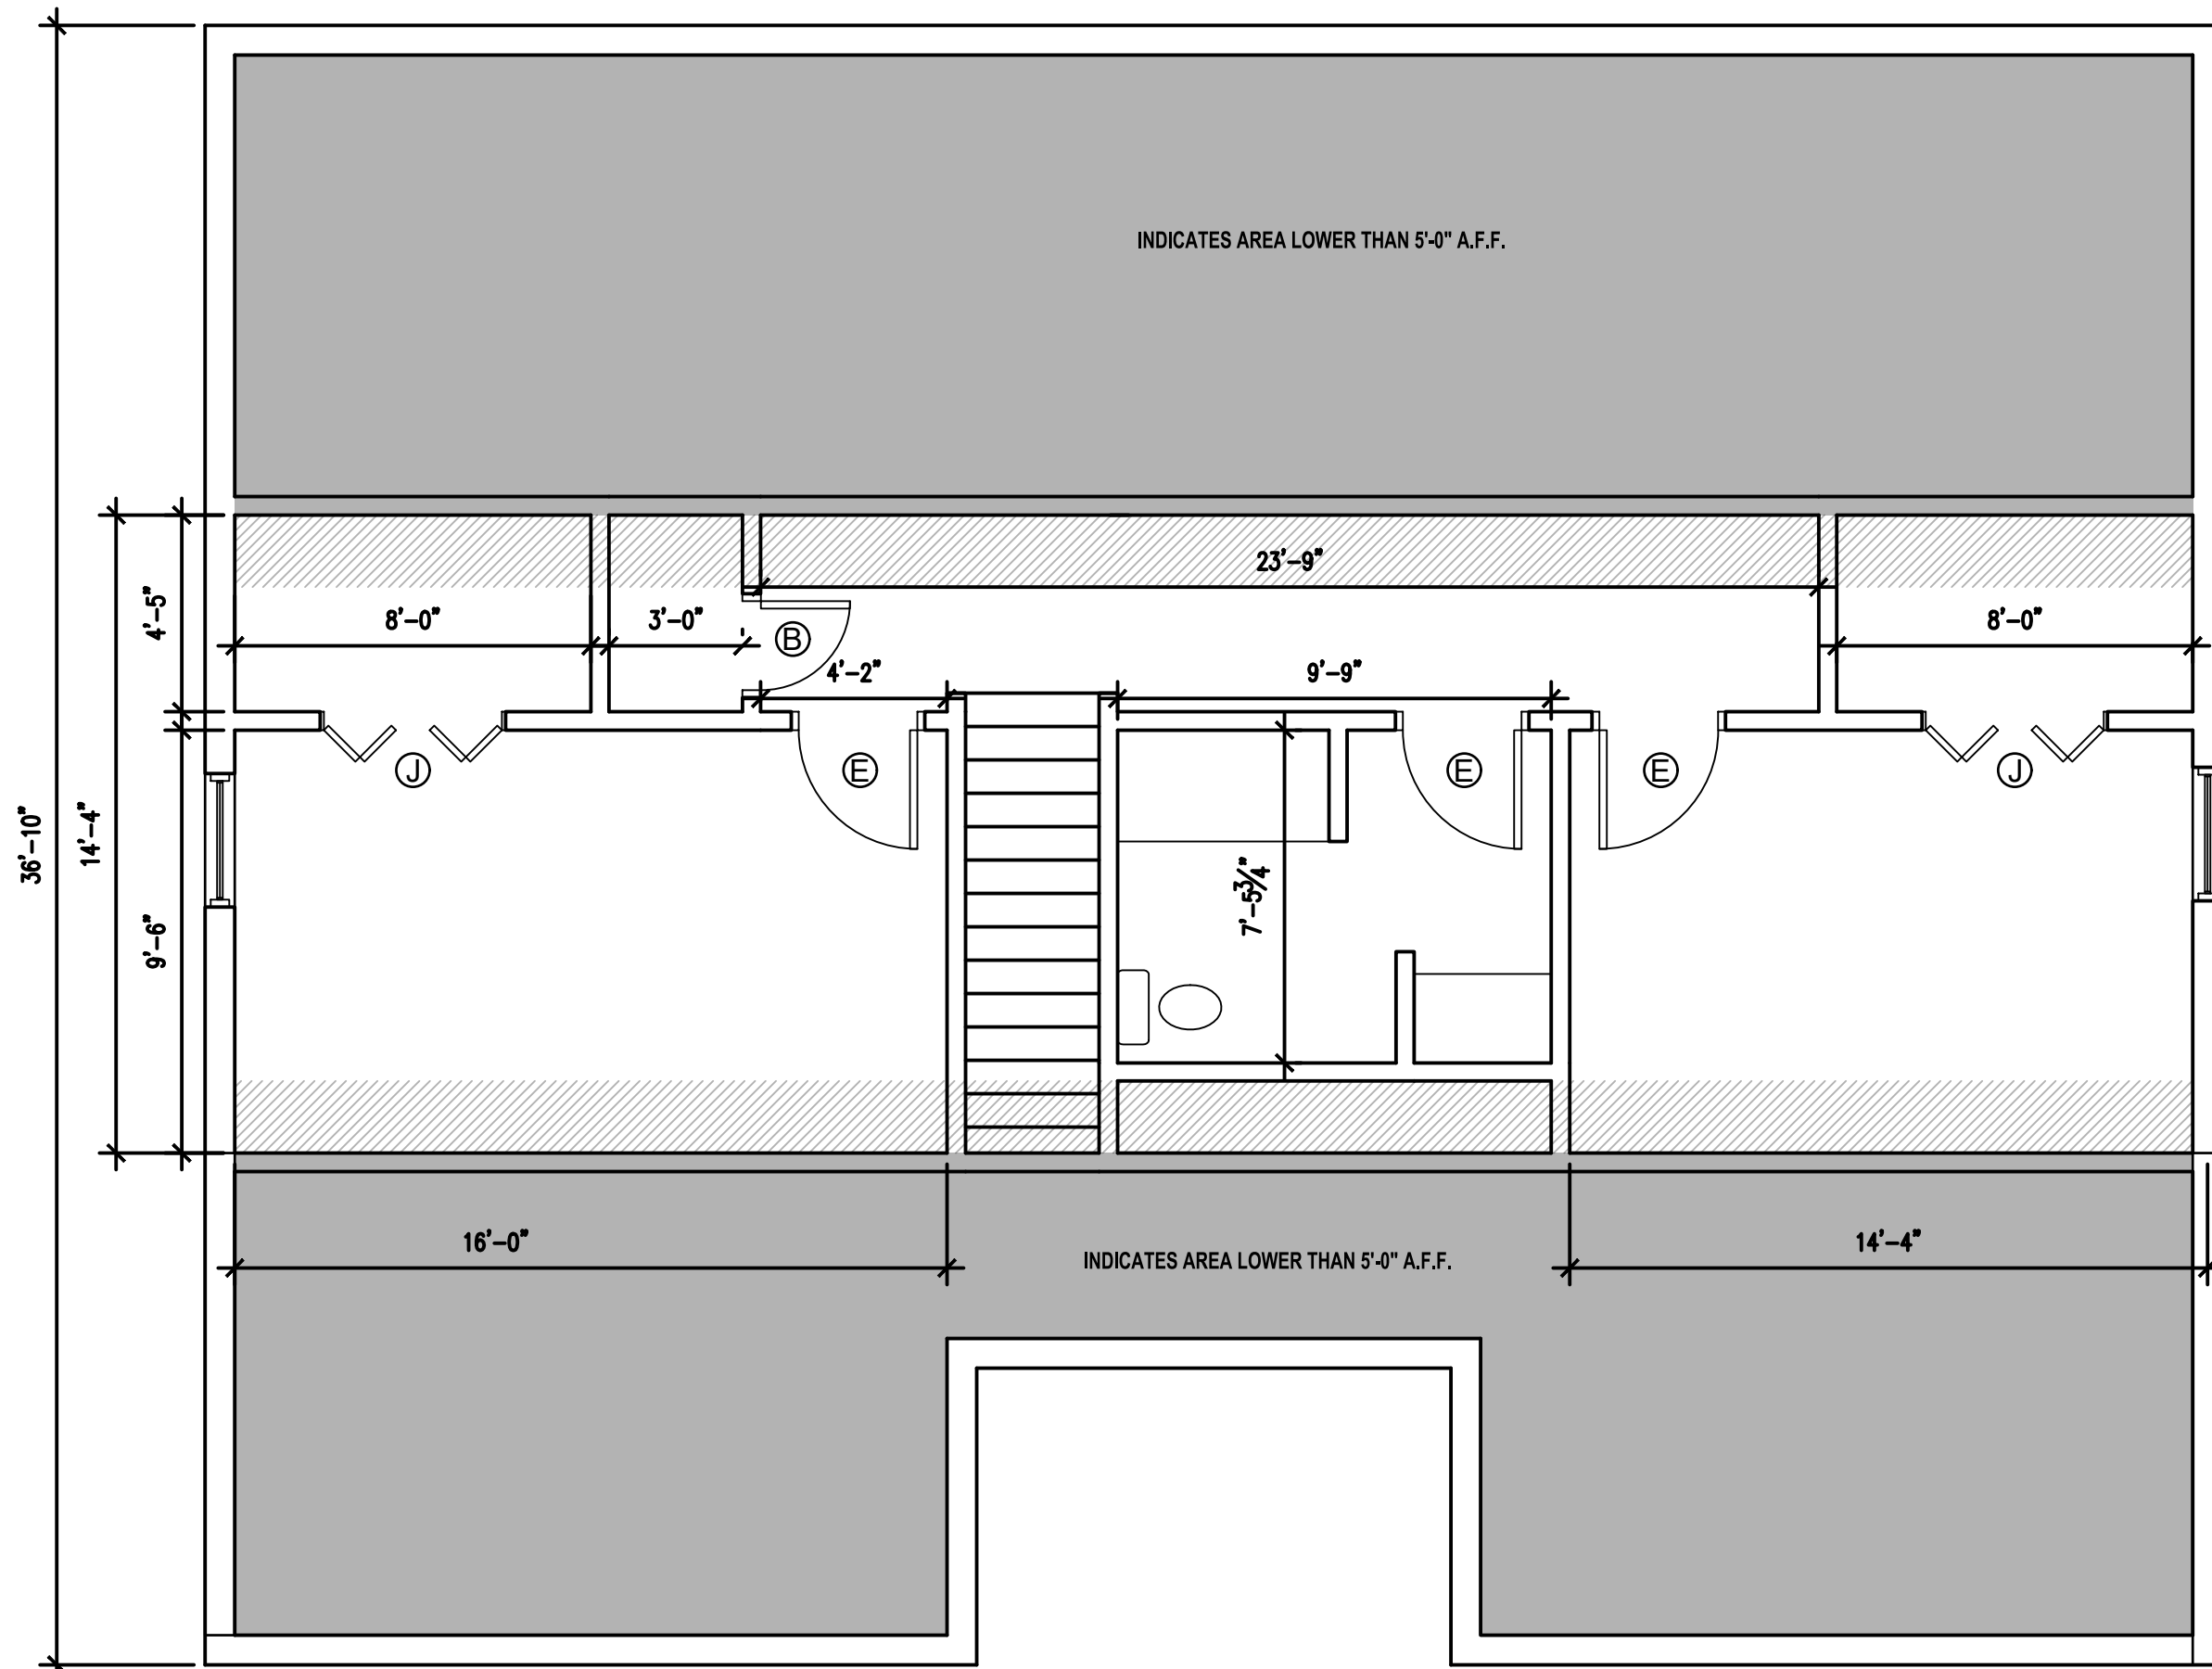 INDICATES AREA LOWER THAN 5'-0" A.F.F.
23'-9"
4'-5"
8'-0"
3'-0"
8'-0"
B
4'-2"
9'-9"
J
E
E
E
J
36'-10"
14'-4"
7'-5 3/4"
9'-6"
16'-0"
14'-4"
INDICATES AREA LOWER THAN 5'-0" A.F.F.